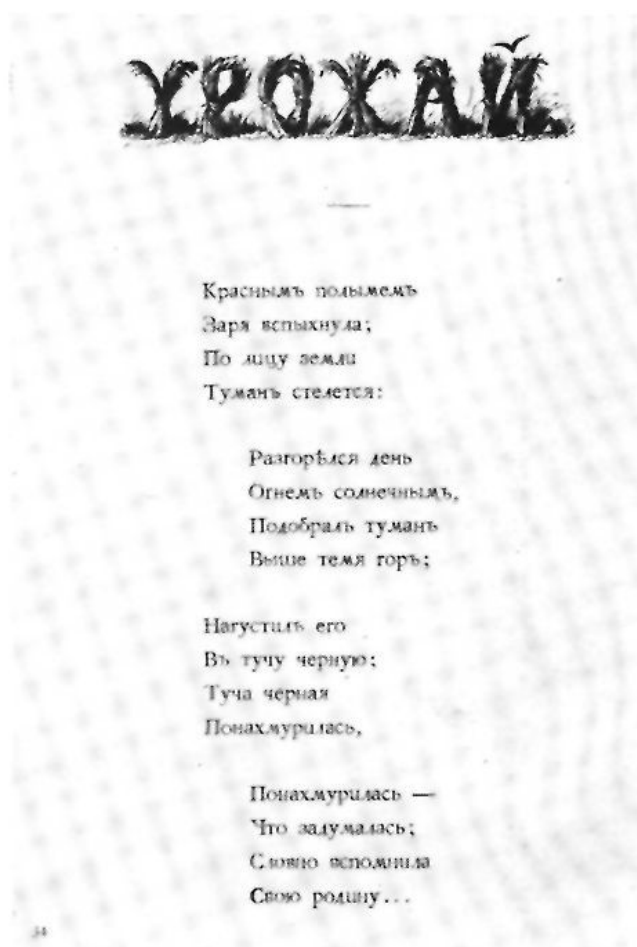 УРОЖАЙ.
Краснымъ полымемъ
Заря вспыхнула;
По лицу земли
Туманъ стелется:
Разгорѣлся день
Огнемъ солнечнымъ,
Подобралъ туманъ
Выше темя горъ;
Нагустилъ его
Въ тучу черную;
Туча черная
Понахмурилась,
Понахмурилась —
Что задумалась;
Словно вспомнила
Свою родину...
34